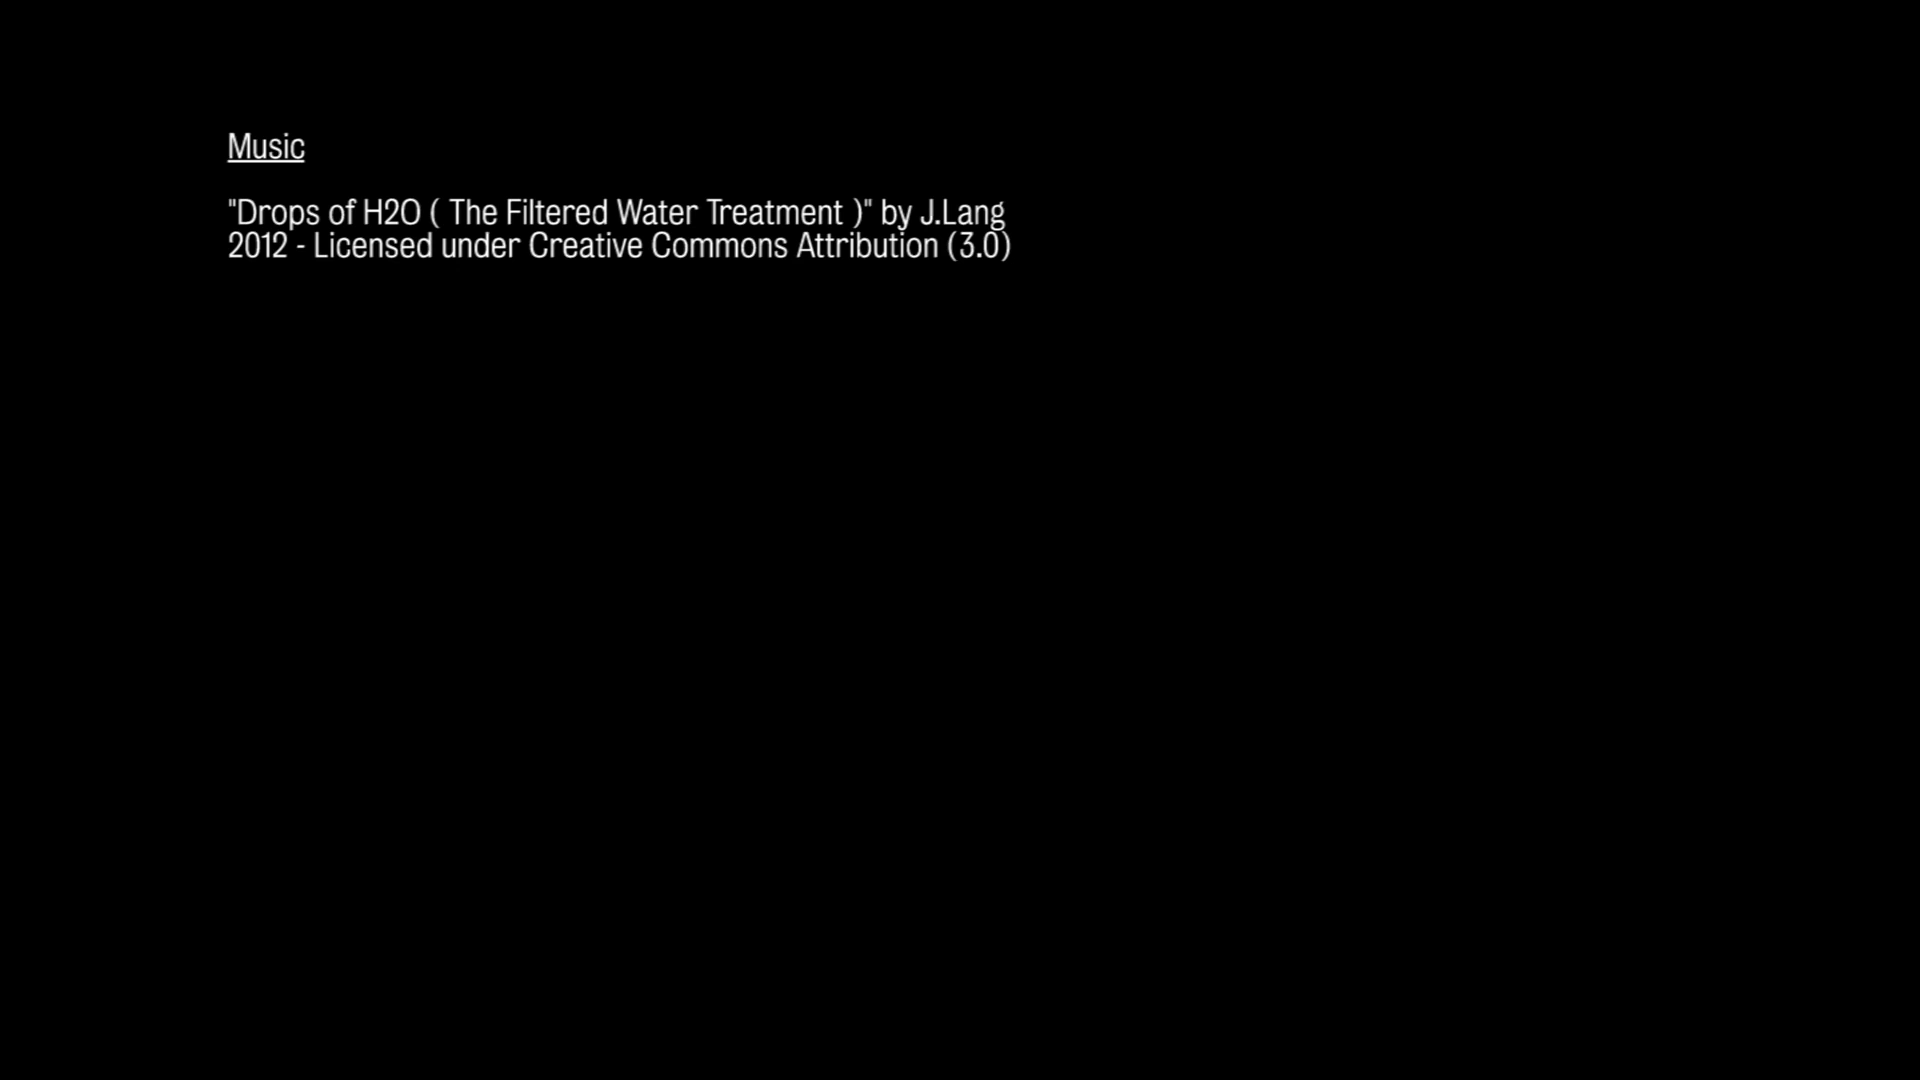 Music
"Drops of H2O ( The Filtered Water Treatment )" by J.Lang
2012 - Licensed under Creative Commons Attribution (3.0)